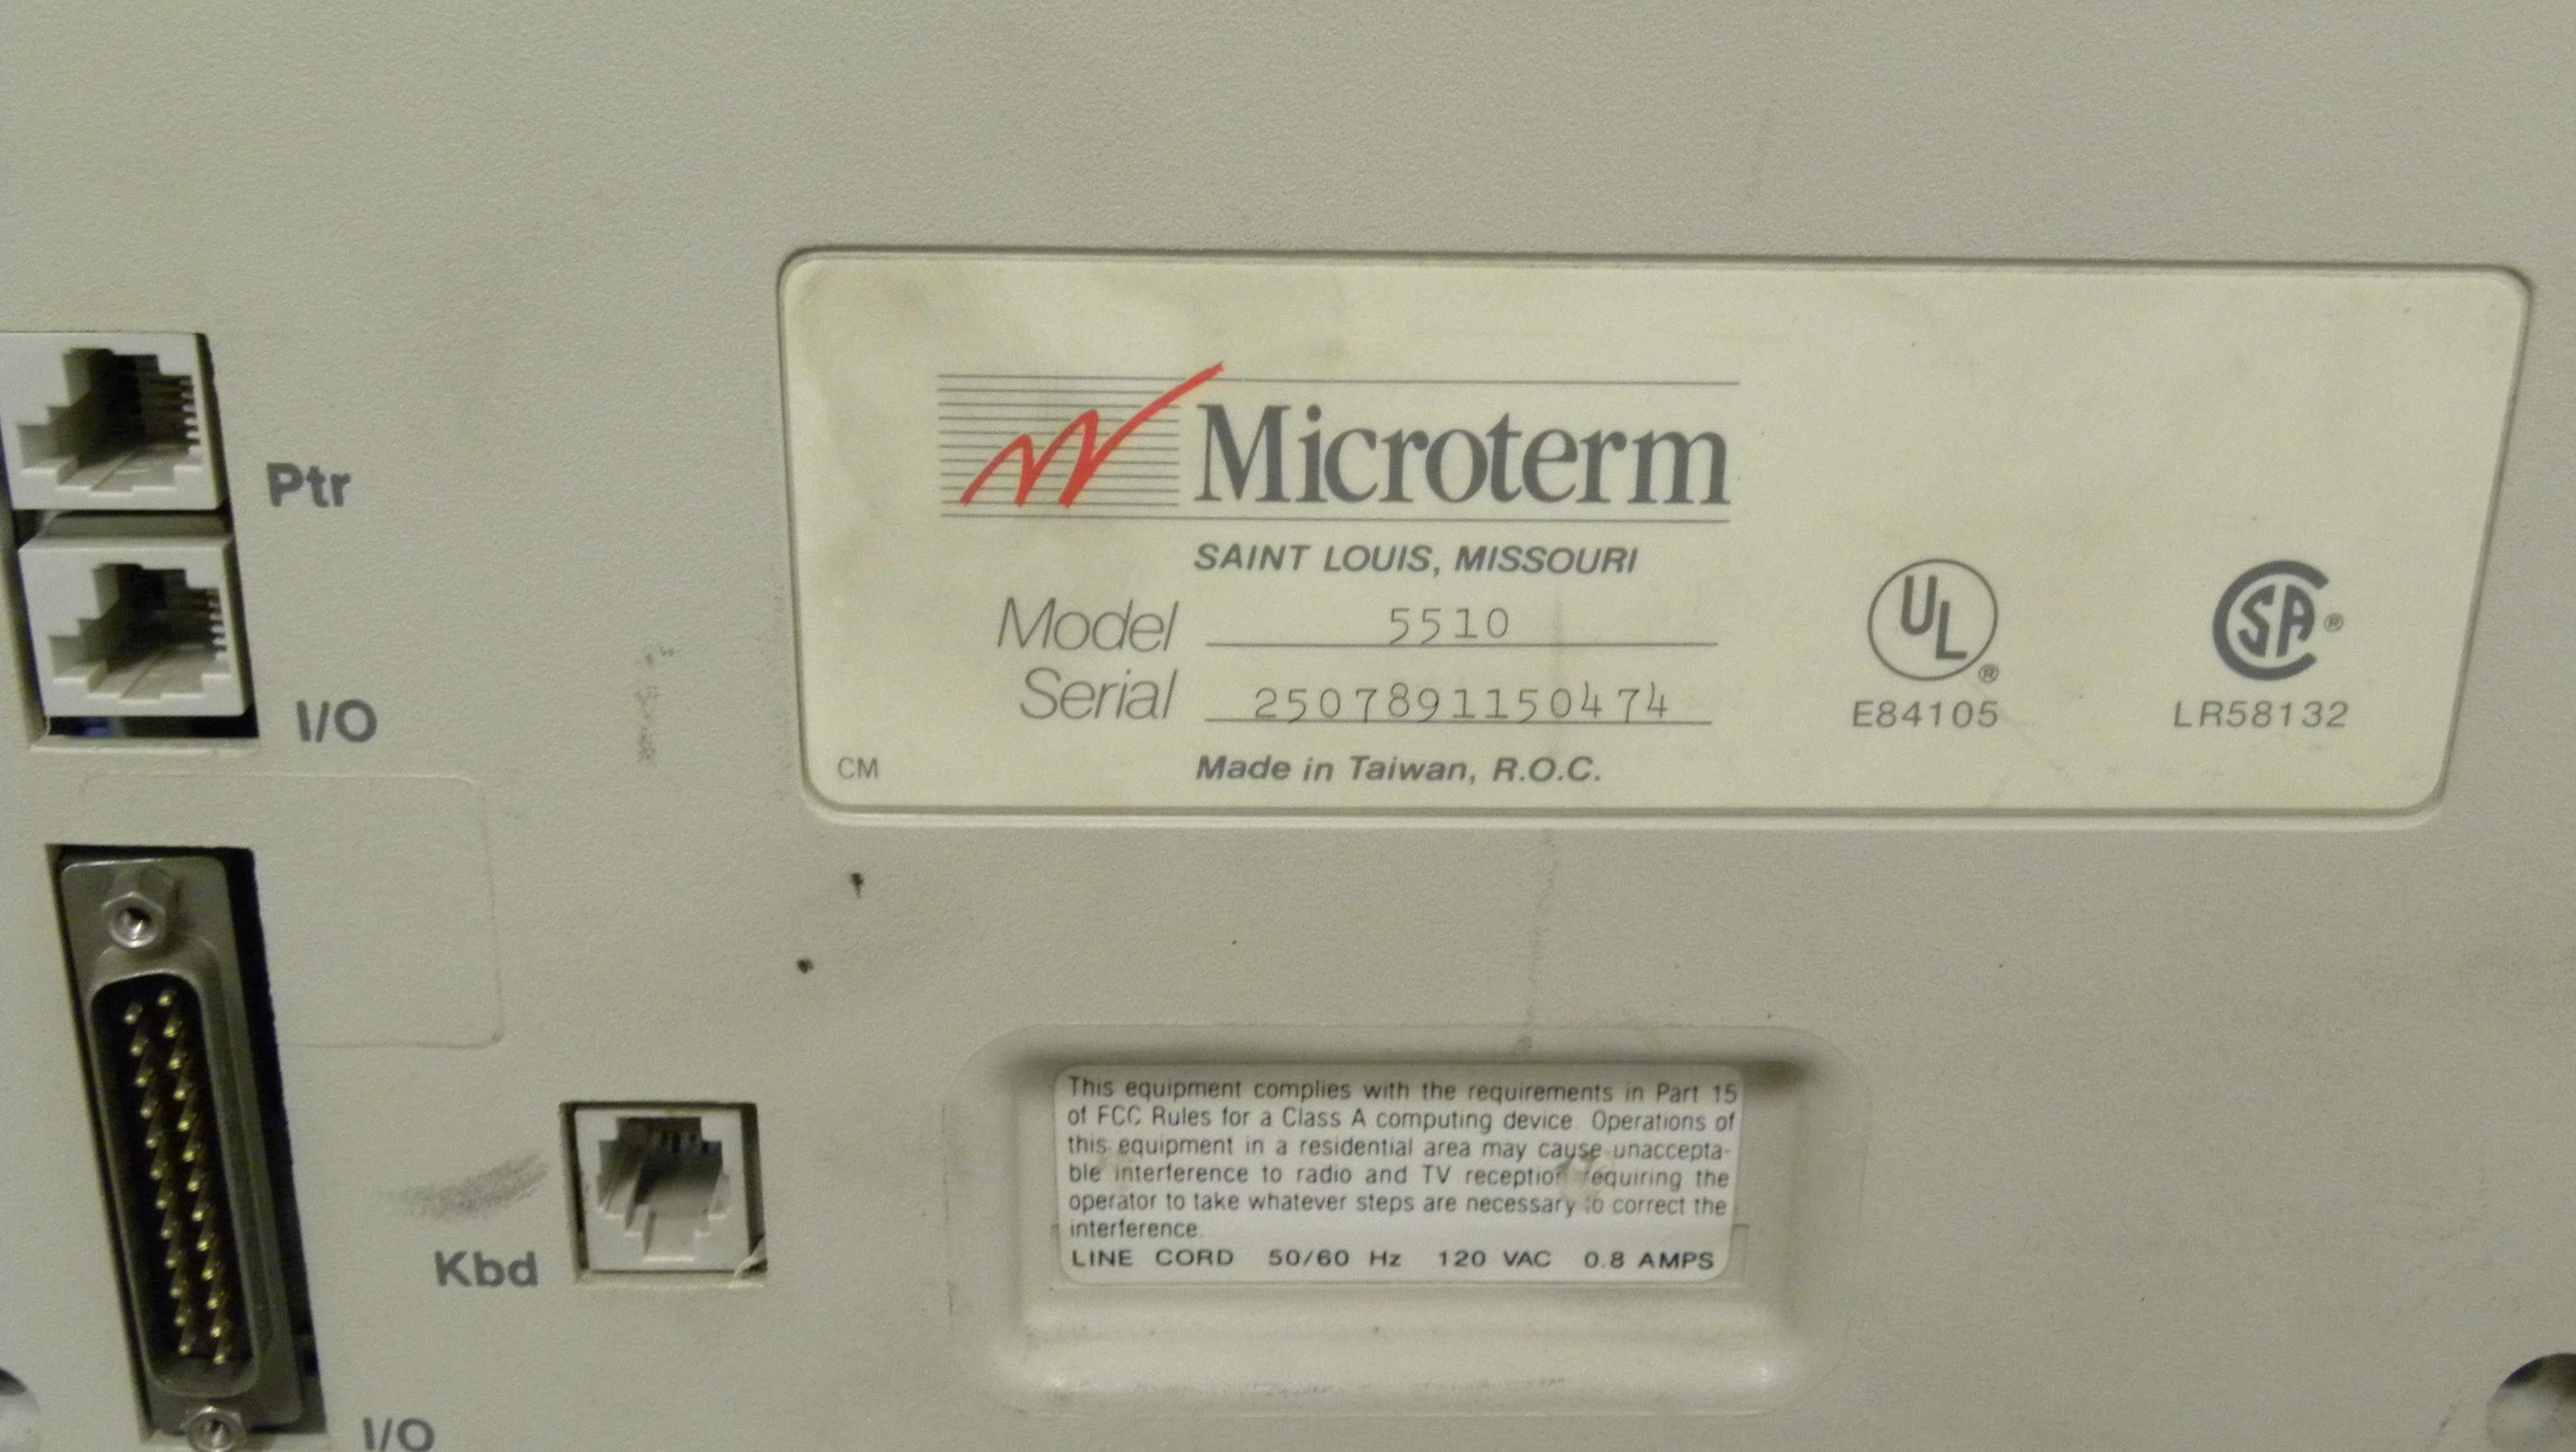 Ptr
I/O
Kbd
I/O
Microterm
SAINT LOUIS, MISSOURI
Model 5510
Serial 2507891150474
CM
Made in Taiwan, R.O.C.
UL®
E84105
CSA®
LR58132
This equipment complies with the requirements in Part 15
of FCC Rules for a Class A computing device. Operations of
this equipment in a residential area may cause unaccepta-
ble interference to radio and TV reception requiring the
operator to take whatever steps are necessary to correct the
interference.
LINE CORD 50/60 Hz 120 VAC 0.8 AMPS